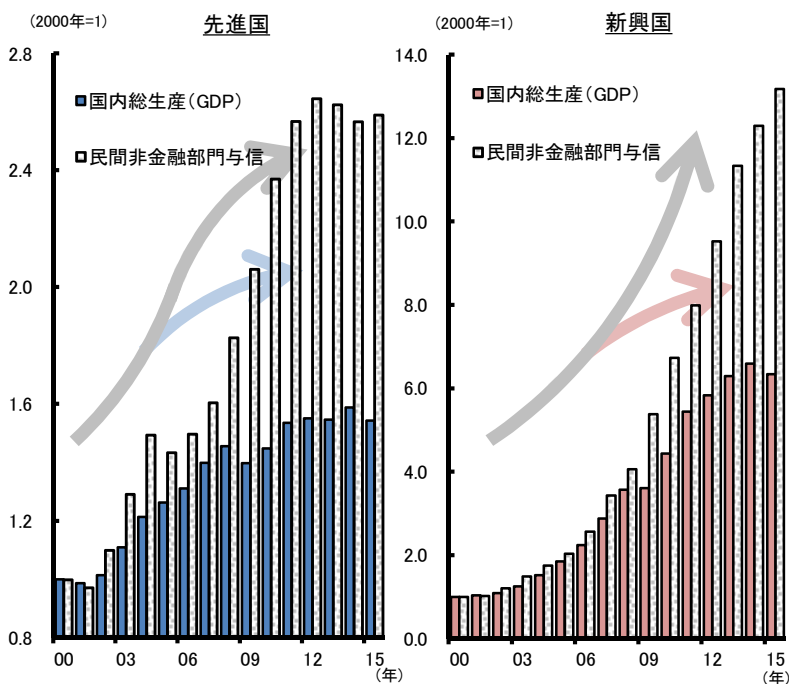 （2000年=1）
先進国
2.8
2.4
2.0
1.6
1.2
0.8
国内総生産（GDP）
民間非金融部門与信
00
03
06
09
12
15
（年）
（2000年=1）
新興国
14.0
12.0
10.0
8.0
6.0
4.0
2.0
0.0
国内総生産（GDP）
民間非金融部門与信
00
03
06
09
12
15
（年）